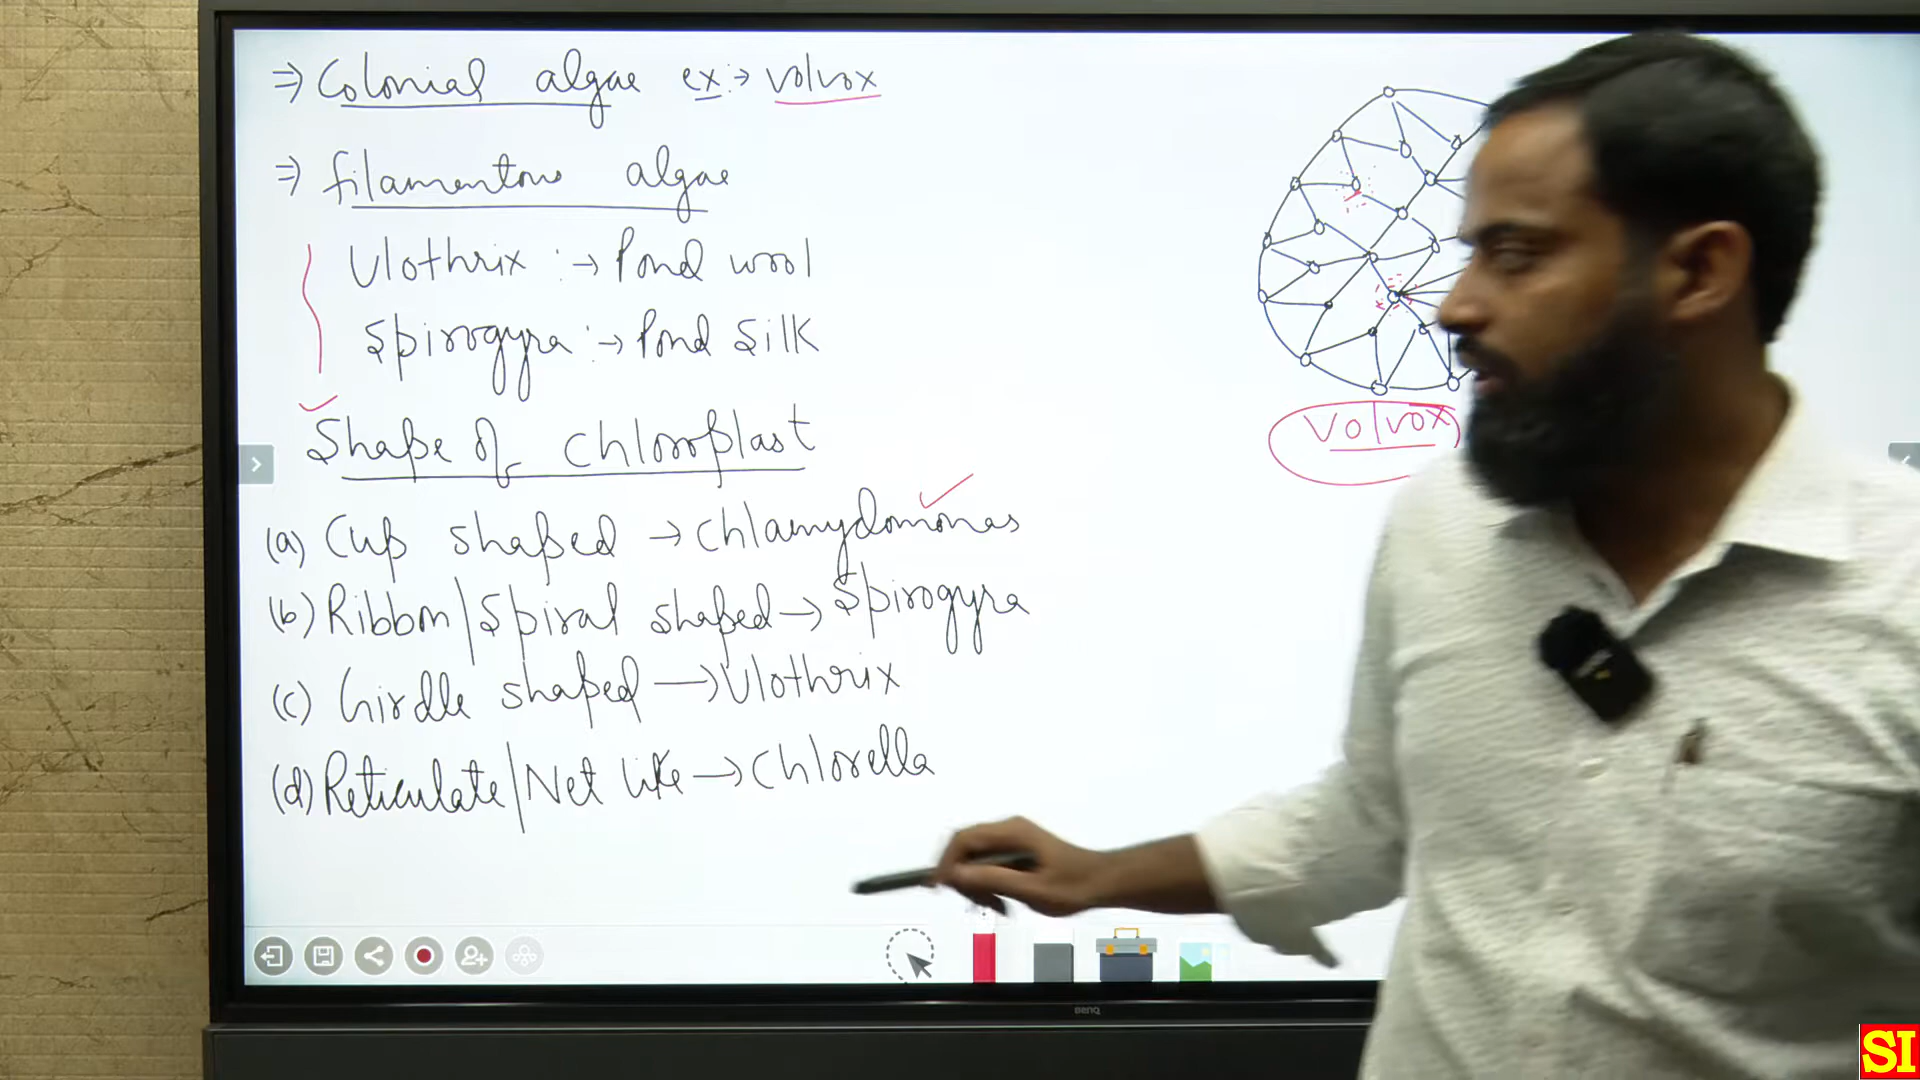 ⇒ Colonial algae ex:→ Volvox
⇒ filamentous algae
Ulothrix :→ Pond wool
Spirogyra :→ Pond Silk
Shape of Chloroplast
(a) Cup shaped → Chlamydomonas
(b) Ribbon/Spiral shaped → Spirogyra
(c) Girdle shaped → Ulothrix
(d) Reticulate/Net like → Chlorella
Volvox
BenQ
SI